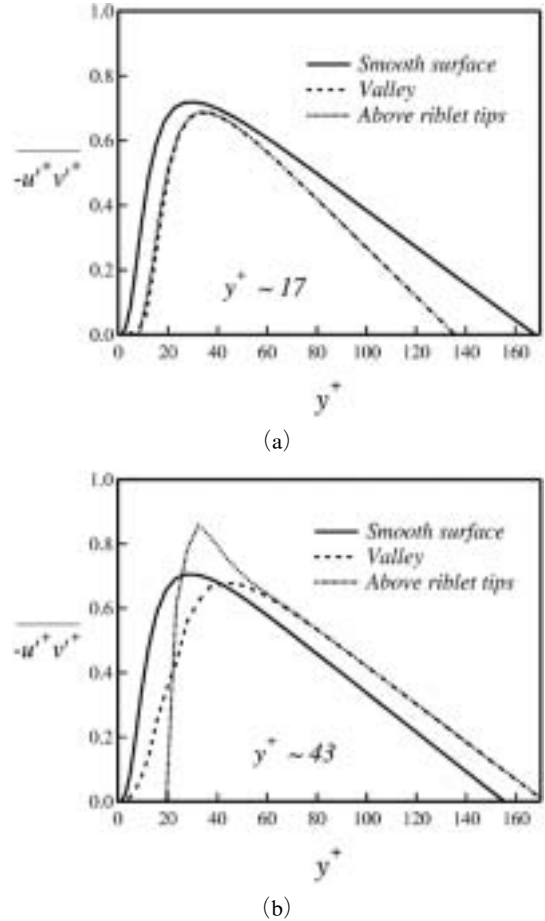 1.0
0.8
0.6
0.4
0.2
0.0
-u'⁺v'⁺
Smooth surface
Valley
Above riblet tips
y⁺ ~ 17
0 20 40 60 80 100 120 140 160
y⁺
(a)
1.0
0.8
0.6
0.4
0.2
0.0
-u'⁺v'⁺
Smooth surface
Valley
Above riblet tips
y⁺ ~ 43
0 20 40 60 80 100 120 140 160
y⁺
(b)